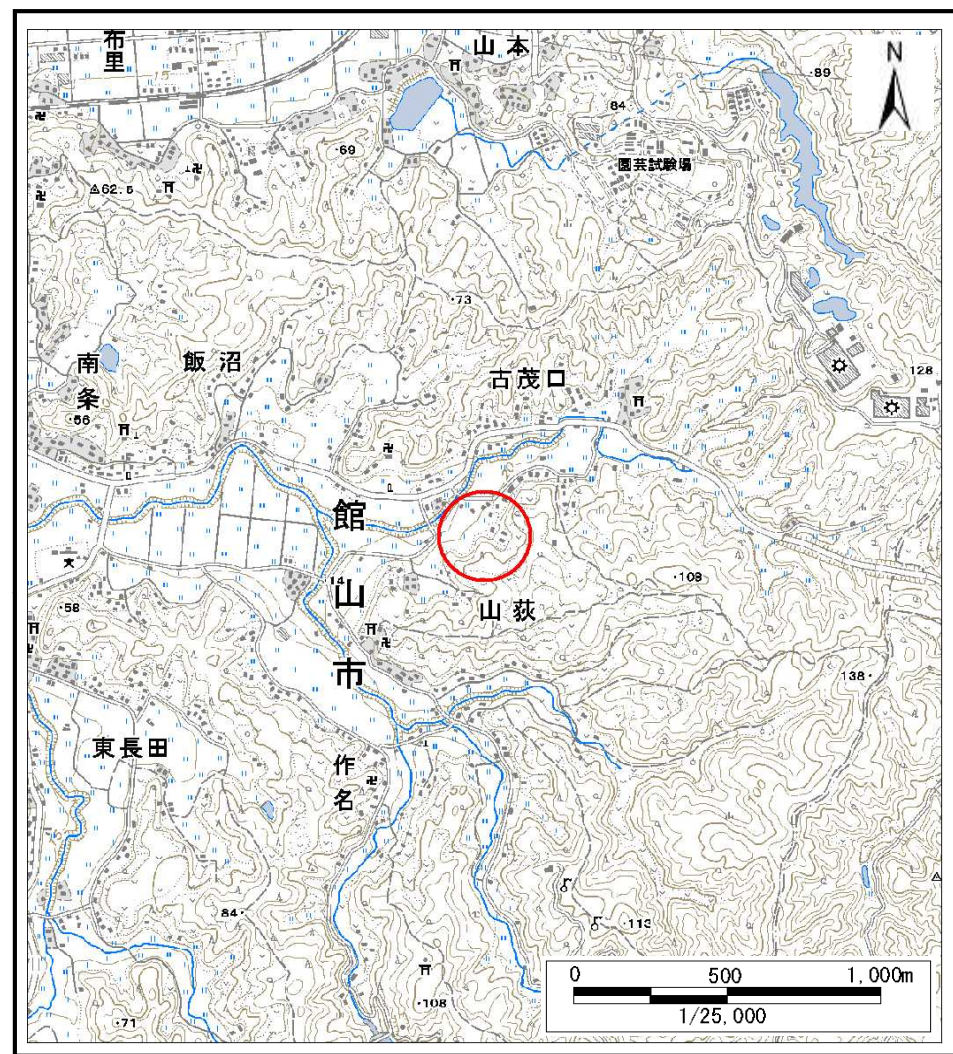 布里
山本
N
・89
84
園芸試験場
・69
△62.5
・73
飯沼
南条
古茂口
128
・56
館山市
14
・103
山荻
・58
138・
東長田
作名
84・
・113
・108
・71
0 500 1,000m
1/25,000